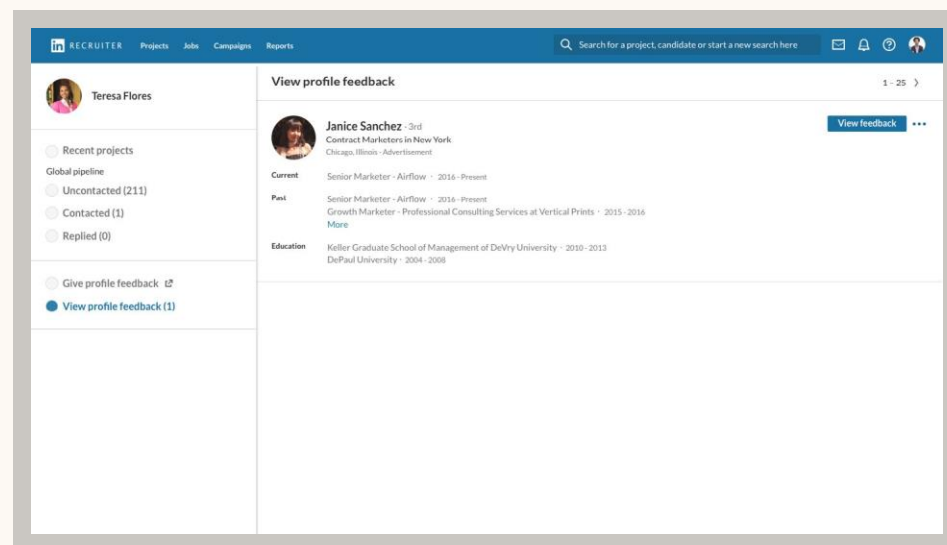 in RECRUITER Projects Jobs Campaigns Reports
Search for a project, candidate or start a new search here
Teresa Flores
Recent projects
Global pipeline
Uncontacted (211)
Contacted (1)
Replied (0)
Give profile feedback
View profile feedback (1)
View profile feedback
1 - 25
Janice Sanchez - 3rd
Contract Marketers in New York
Chicago, Illinois - Advertisement
View feedback
Current Senior Marketer - Airflow · 2016 - Present
Past Senior Marketer - Airflow · 2016 - Present
Growth Marketer - Professional Consulting Services at Vertical Prints · 2015 - 2016
More
Education Keller Graduate School of Management of DeVry University · 2010 - 2013
DePaul University · 2004 - 2008